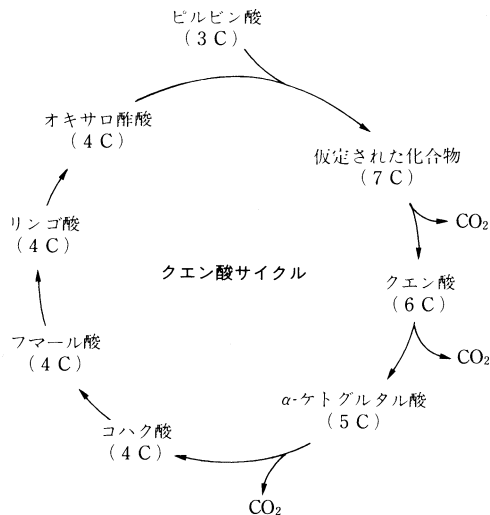 ピルビン酸
(3C)
オキサロ酢酸
(4C)
仮定された化合物
(7C)
CO₂
リンゴ酸
(4C)
クエン酸サイクル
クエン酸
(6C)
CO₂
フマール酸
(4C)
α-ケトグルタル酸
(5C)
コハク酸
(4C)
CO₂